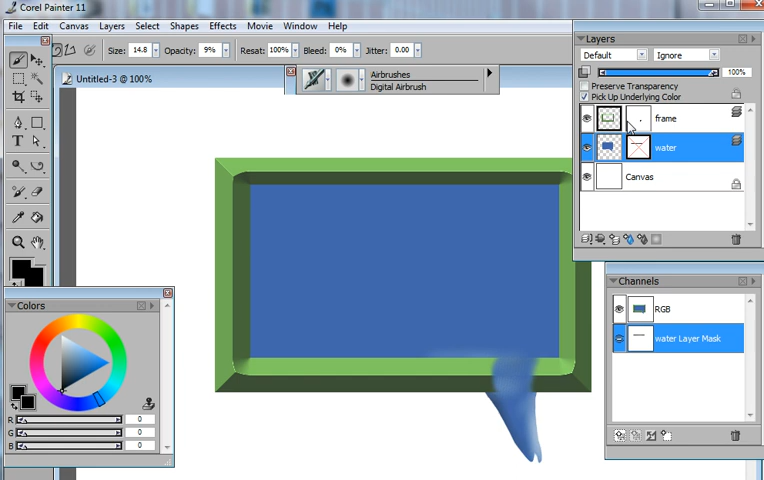 Corel Painter 11
File Edit Canvas Layers Select Shapes Effects Movie Window Help
Size: 14.8 Opacity: 9% Resat: 100% Bleed: 0% Jitter: 0.00
Untitled-3 @ 100%
Airbrushes
Digital Airbrush
Layers
Default Ignore
100%
Preserve Transparency
Pick Up Underlying Color
frame
water
Canvas
Channels
RGB
water Layer Mask
Colors
R 0
G 0
B 0